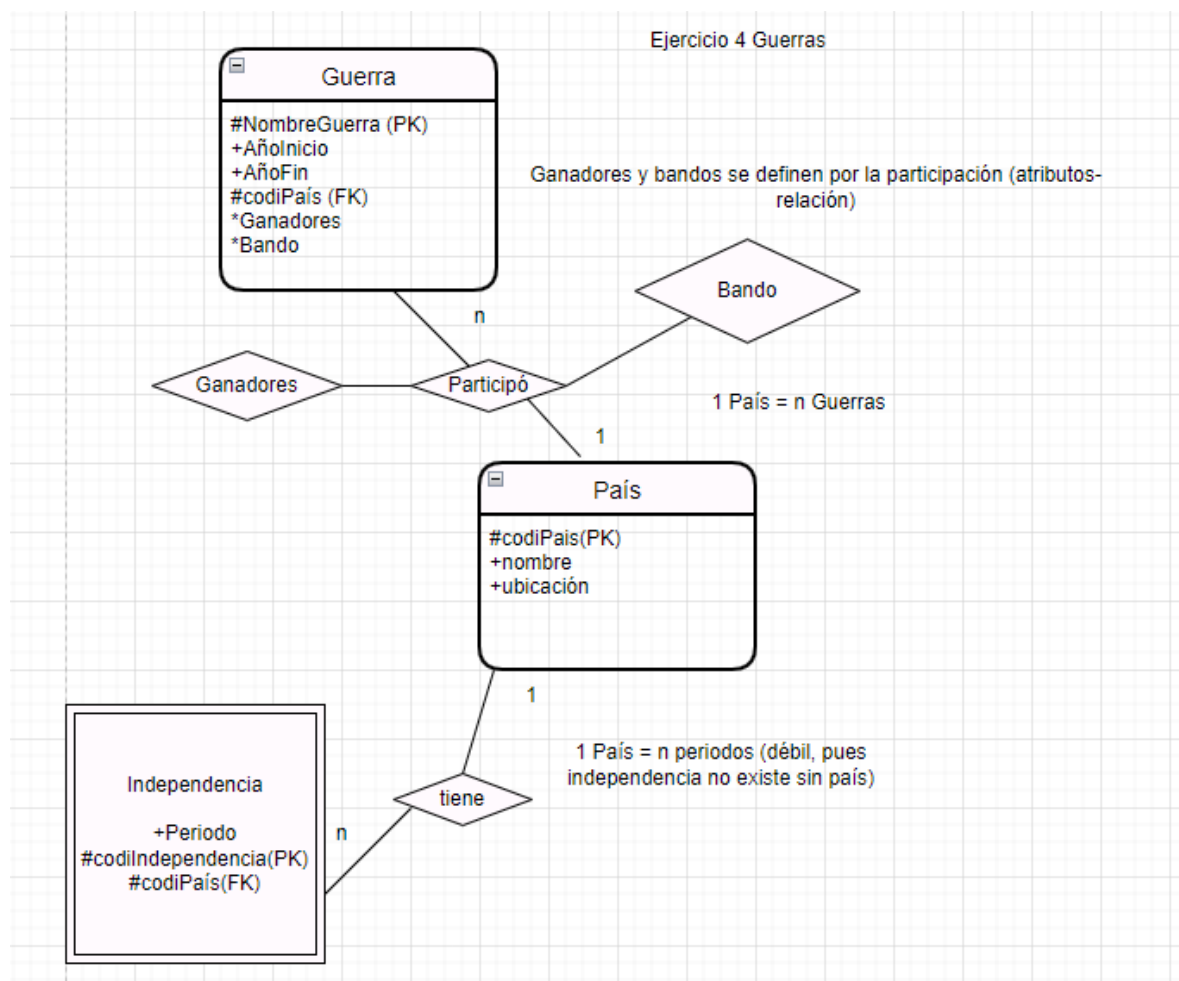 Ejercicio 4 Guerras
Guerra
#NombreGuerra (PK)
+AñoInicio
+AñoFin
#codiPaís (FK)
*Ganadores
*Bando
Ganadores y bandos se definen por la participación (atributos-
relación)
Bando
n
Ganadores
Participó
1 País = n Guerras
1
País
#codiPais(PK)
+nombre
+ubicación
1
1 País = n periodos (débil, pues
independencia no existe sin país)
tiene
Independencia
n
+Periodo
#codiIndependencia(PK)
#codiPaís(FK)